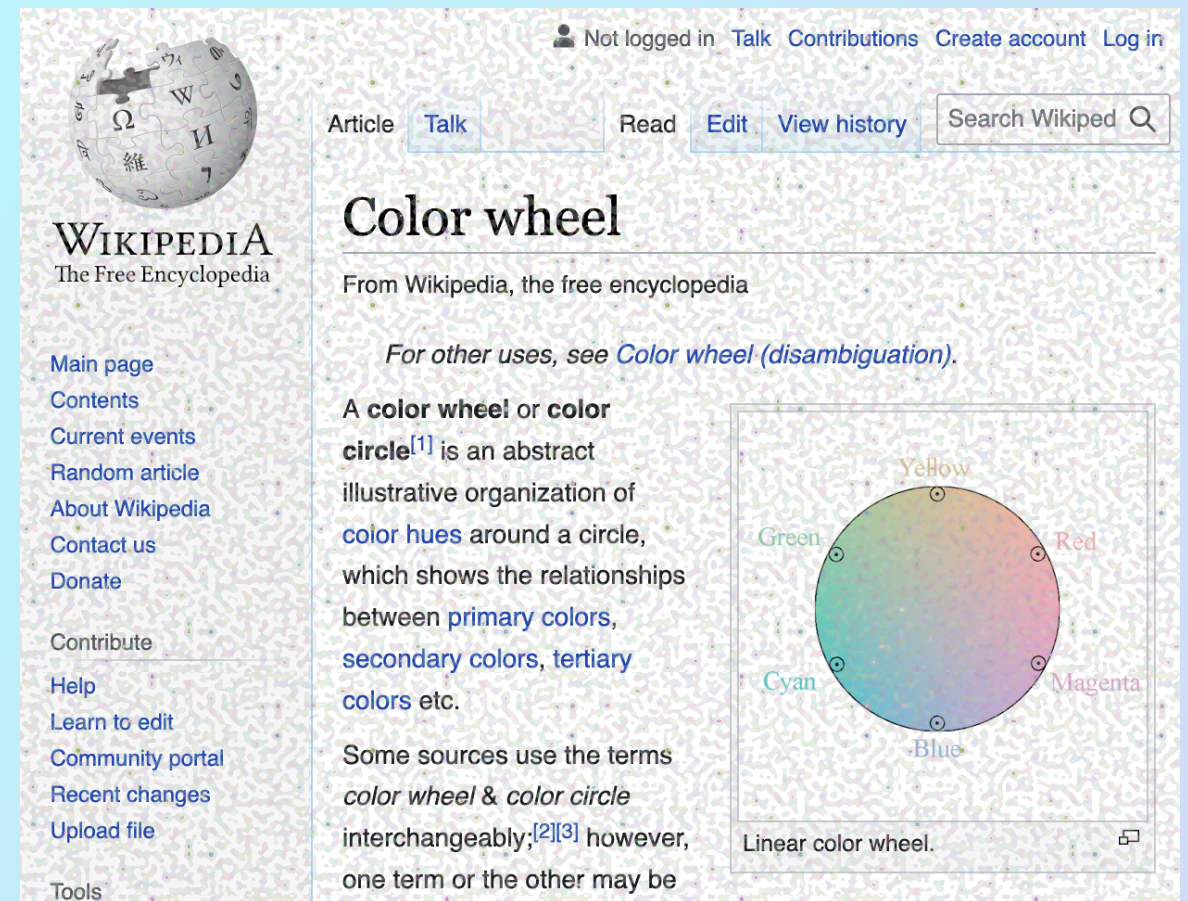 Not logged in Talk Contributions Create account Log in
Article Talk Read Edit View history Search Wikiped
Ω W И 維 ウィ 7
WIKIPEDIA
The Free Encyclopedia
Main page
Contents
Current events
Random article
About Wikipedia
Contact us
Donate
Contribute
Help
Learn to edit
Community portal
Recent changes
Upload file
Tools
Color wheel
From Wikipedia, the free encyclopedia
For other uses, see Color wheel (disambiguation).
A color wheel or color
circle[1] is an abstract
illustrative organization of
color hues around a circle,
which shows the relationships
between primary colors,
secondary colors, tertiary
colors etc.
Some sources use the terms
color wheel & color circle
interchangeably;[2][3] however,
one term or the other may be
Yellow
Green
Red
Cyan
Magenta
Blue
Linear color wheel.